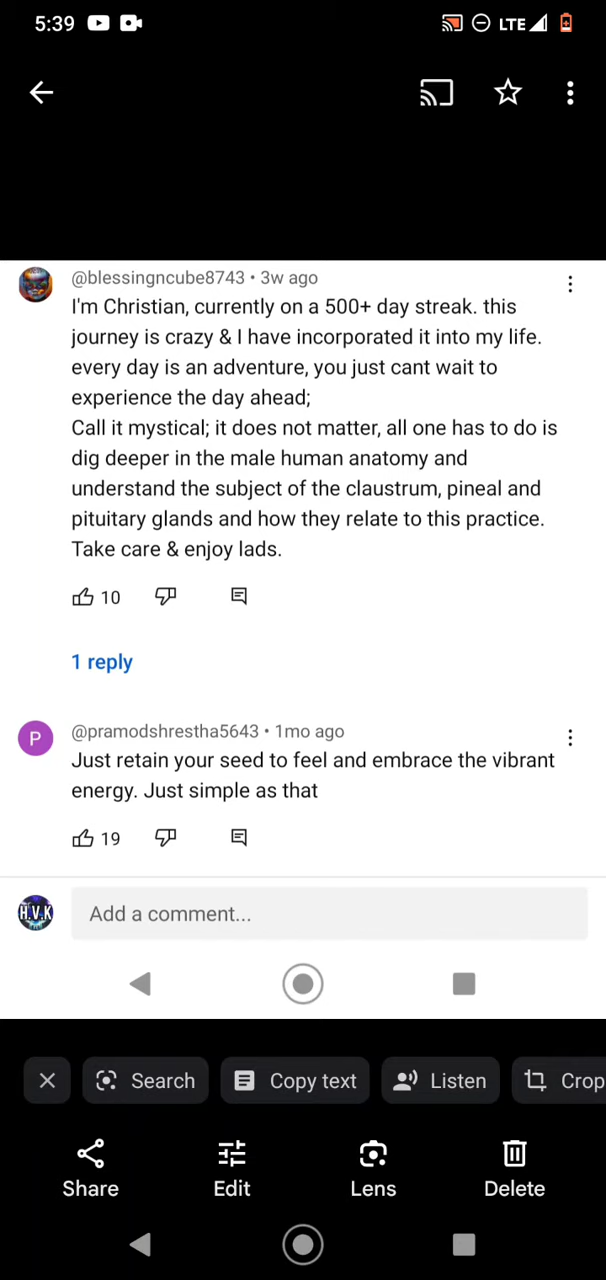 5:39 LTE
@blessingncube8743 • 3w ago
I'm Christian, currently on a 500+ day streak. this
journey is crazy & I have incorporated it into my life.
every day is an adventure, you just cant wait to
experience the day ahead;
Call it mystical; it does not matter, all one has to do is
dig deeper in the male human anatomy and
understand the subject of the claustrum, pineal and
pituitary glands and how they relate to this practice.
Take care & enjoy lads.
10
1 reply
P
@pramodshrestha5643 • 1mo ago
Just retain your seed to feel and embrace the vibrant
energy. Just simple as that
19
H.V.K
Add a comment...
Search Copy text Listen Crop
Share Edit Lens Delete